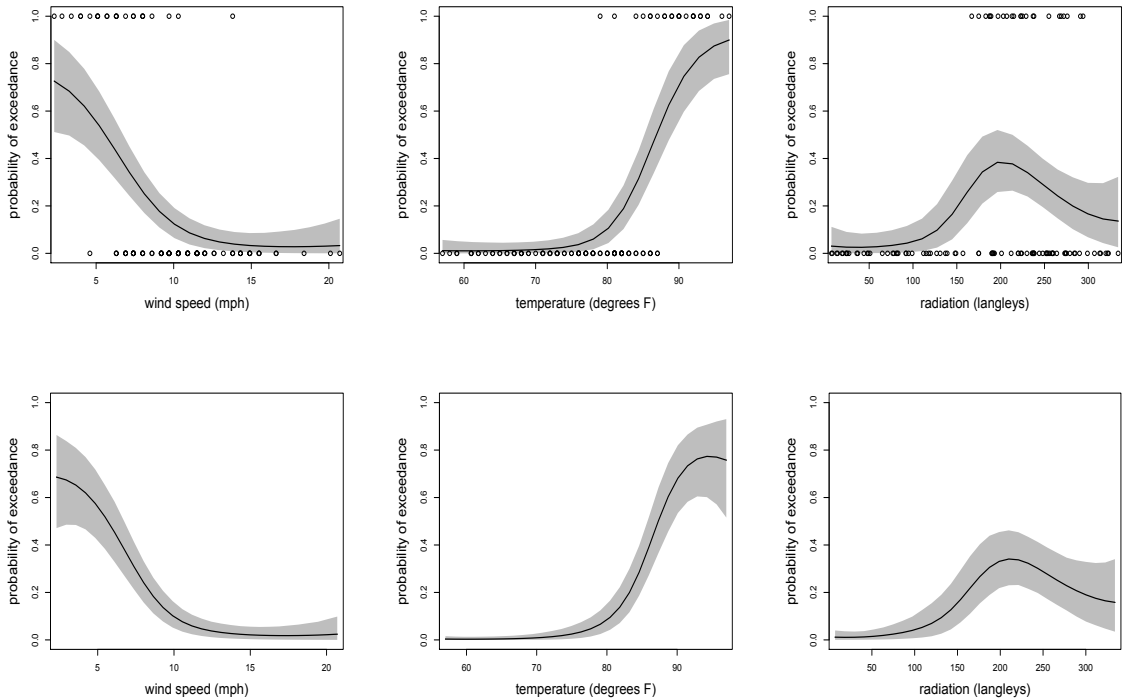 probability of exceedance
0.0 0.2 0.4 0.6 0.8 1.0
5 10 15 20
wind speed (mph)
probability of exceedance
0.0 0.2 0.4 0.6 0.8 1.0
60 70 80 90
temperature (degrees F)
probability of exceedance
0.0 0.2 0.4 0.6 0.8 1.0
50 100 150 200 250 300
radiation (langleys)
probability of exceedance
0.0 0.2 0.4 0.6 0.8 1.0
5 10 15 20
wind speed (mph)
probability of exceedance
0.0 0.2 0.4 0.6 0.8 1.0
60 70 80 90
temperature (degrees F)
probability of exceedance
0.0 0.2 0.4 0.6 0.8 1.0
50 100 150 200 250 300
radiation (langleys)